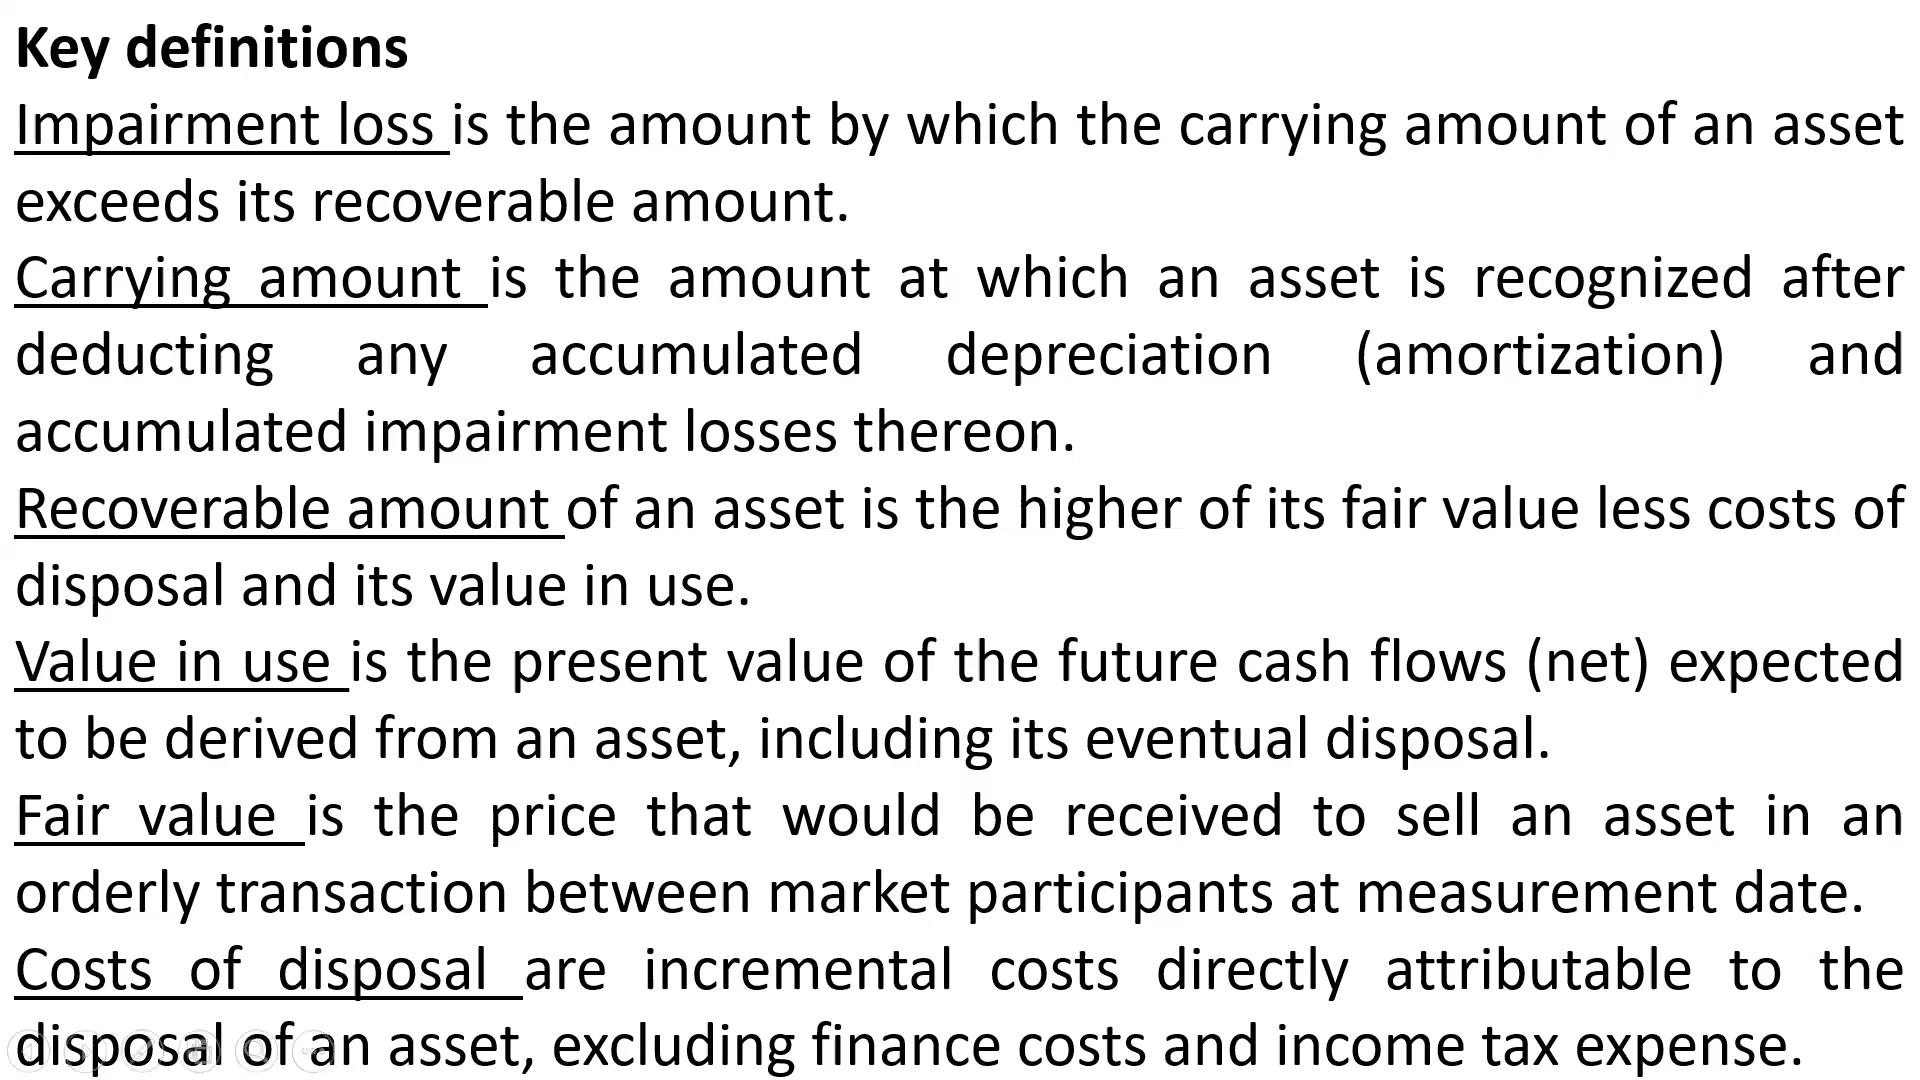 Key definitions
Impairment loss is the amount by which the carrying amount of an asset
exceeds its recoverable amount.
Carrying amount is the amount at which an asset is recognized after
deducting any accumulated depreciation (amortization) and
accumulated impairment losses thereon.
Recoverable amount of an asset is the higher of its fair value less costs of
disposal and its value in use.
Value in use is the present value of the future cash flows (net) expected
to be derived from an asset, including its eventual disposal.
Fair value is the price that would be received to sell an asset in an
orderly transaction between market participants at measurement date.
Costs of disposal are incremental costs directly attributable to the
disposal of an asset, excluding finance costs and income tax expense.